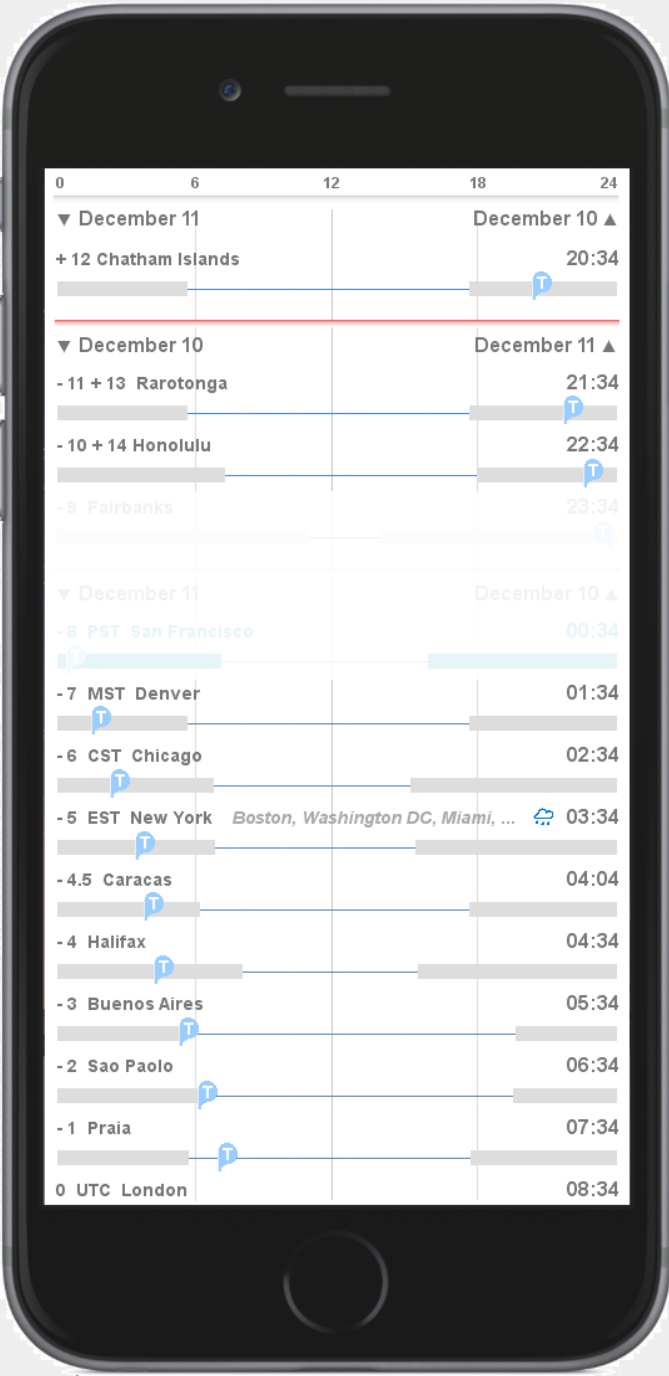 0 6 12 18 24
▼ December 11 December 10 ▲
+ 12 Chatham Islands 20:34
T
▼ December 10 December 11 ▲
- 11 + 13 Rarotonga 21:34
T
- 10 + 14 Honolulu 22:34
T
- 9 Fairbanks 23:34
T
▼ December 11 December 10 ▲
- 8 PST San Francisco 00:34
T
- 7 MST Denver 01:34
T
- 6 CST Chicago 02:34
T
- 5 EST New York Boston, Washington DC, Miami, ... 03:34
T
- 4.5 Caracas 04:04
T
- 4 Halifax 04:34
T
- 3 Buenos Aires 05:34
T
- 2 Sao Paolo 06:34
T
- 1 Praia 07:34
T
0 UTC London 08:34